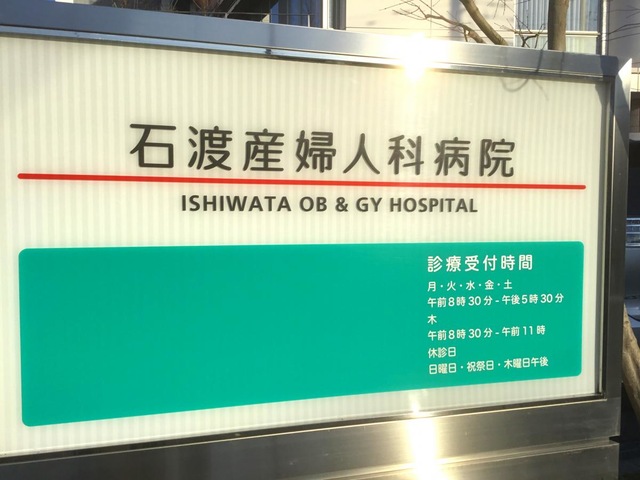 石渡産婦人科病院
ISHIWATA OB & GY HOSPITAL
診療受付時間
月・火・水・金・土
午前8時30分-午後5時30分
木
午前8時30分-午前11時
休診日
日曜日・祝祭日・木曜日午後